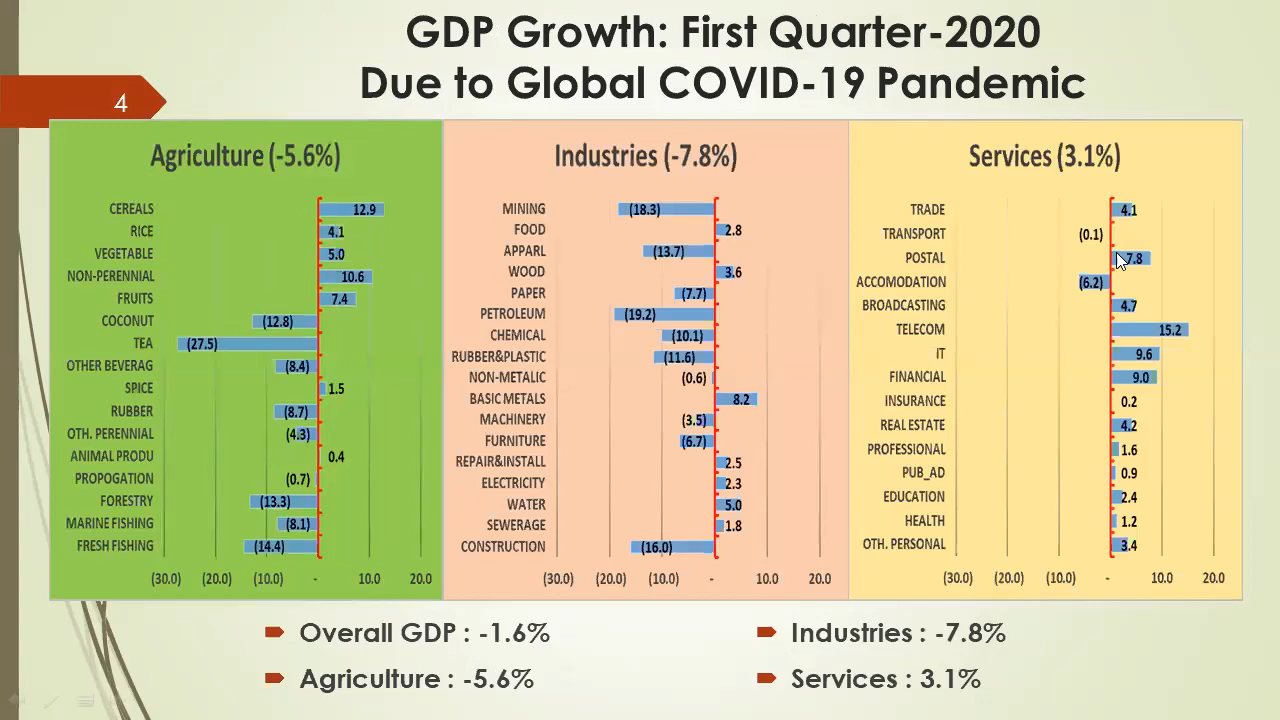 GDP Growth: First Quarter-2020
Due to Global COVID-19 Pandemic
4
Agriculture (-5.6%)
CEREALS 12.9
RICE 4.1
VEGETABLE 5.0
NON-PERENNIAL 10.6
FRUITS 7.4
COCONUT (12.8)
TEA (27.5)
OTHER BEVERAG (8.4)
SPICE 1.5
RUBBER (8.7)
OTH. PERENNIAL (4.3)
ANIMAL PRODU 0.4
PROPOGATION (0.7)
FORESTRY (13.3)
MARINE FISHING (8.1)
FRESH FISHING (14.4)
(30.0) (20.0) (10.0) - 10.0 20.0
Industries (-7.8%)
MINING (18.3)
FOOD 2.8
APPARL (13.7)
WOOD 3.6
PAPER (7.7)
PETROLEUM (19.2)
CHEMICAL (10.1)
RUBBER&PLASTIC (11.6)
NON-METALIC (0.6)
BASIC METALS 8.2
MACHINERY (3.5)
FURNITURE (6.7)
REPAIR&INSTALL 2.5
ELECTRICITY 2.3
WATER 5.0
SEWERAGE 1.8
CONSTRUCTION (16.0)
(30.0) (20.0) (10.0) - 10.0 20.0
Services (3.1%)
TRADE 4.1
TRANSPORT (0.1)
POSTAL 7.8
ACCOMODATION (6.2)
BROADCASTING 4.7
TELECOM 15.2
IT 9.6
FINANCIAL 9.0
INSURANCE 0.2
REAL ESTATE 4.2
PROFESSIONAL 1.6
PUB_AD 0.9
EDUCATION 2.4
HEALTH 1.2
OTH. PERSONAL 3.4
(30.0) (20.0) (10.0) - 10.0 20.0
Overall GDP : -1.6%
Agriculture : -5.6%
Industries : -7.8%
Services : 3.1%